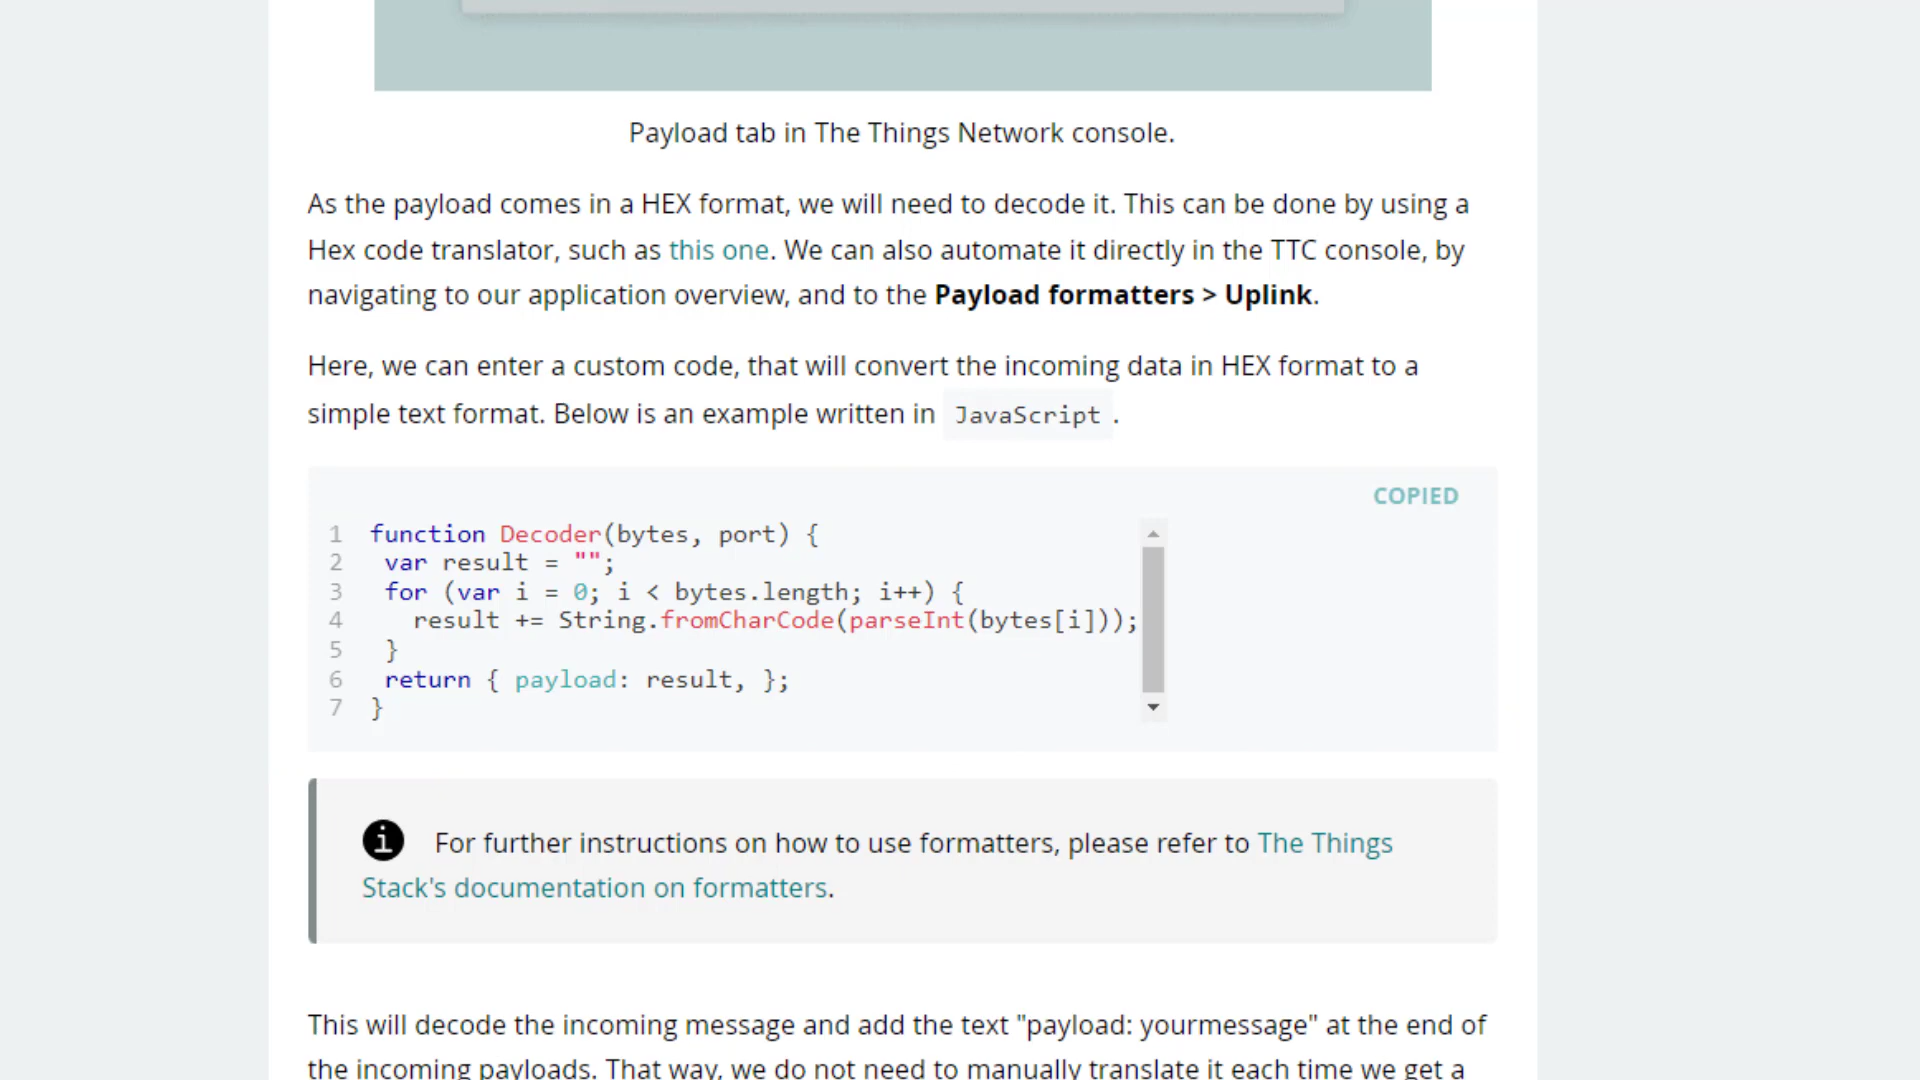 Payload tab in The Things Network console.
As the payload comes in a HEX format, we will need to decode it. This can be done by using a
Hex code translator, such as this one. We can also automate it directly in the TTC console, by
navigating to our application overview, and to the Payload formatters > Uplink.
Here, we can enter a custom code, that will convert the incoming data in HEX format to a
simple text format. Below is an example written in JavaScript .
COPIED
1 function Decoder(bytes, port) {
2  var result = "";
3  for (var i = 0; i < bytes.length; i++) {
4    result += String.fromCharCode(parseInt(bytes[i]));
5  }
6  return { payload: result, };
7 }
For further instructions on how to use formatters, please refer to The Things
Stack's documentation on formatters.
This will decode the incoming message and add the text "payload: yourmessage" at the end of
the incoming payloads. That way, we do not need to manually translate it each time we get a